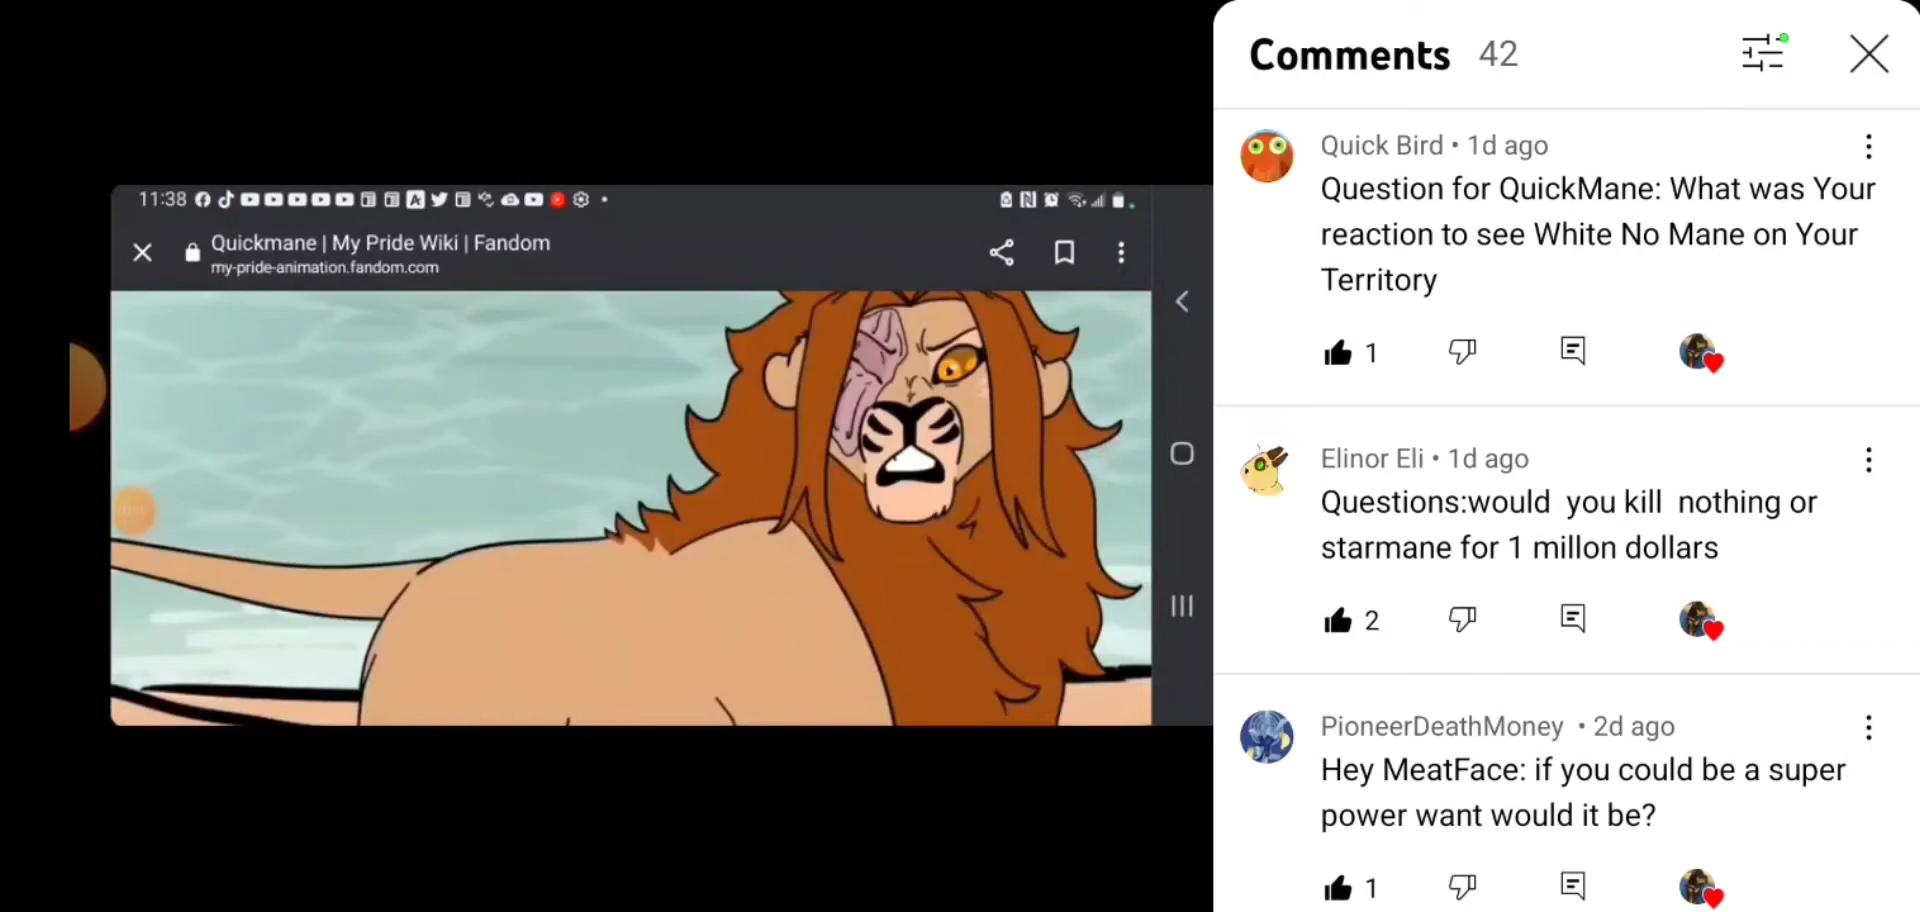 11:38
Quickmane | My Pride Wiki | Fandom
my-pride-animation.fandom.com
Comments 42
Quick Bird • 1d ago
Question for QuickMane: What was Your
reaction to see White No Mane on Your
Territory
1
Elinor Eli • 1d ago
Questions:would you kill nothing or
starmane for 1 millon dollars
2
PioneerDeathMoney • 2d ago
Hey MeatFace: if you could be a super
power want would it be?
1